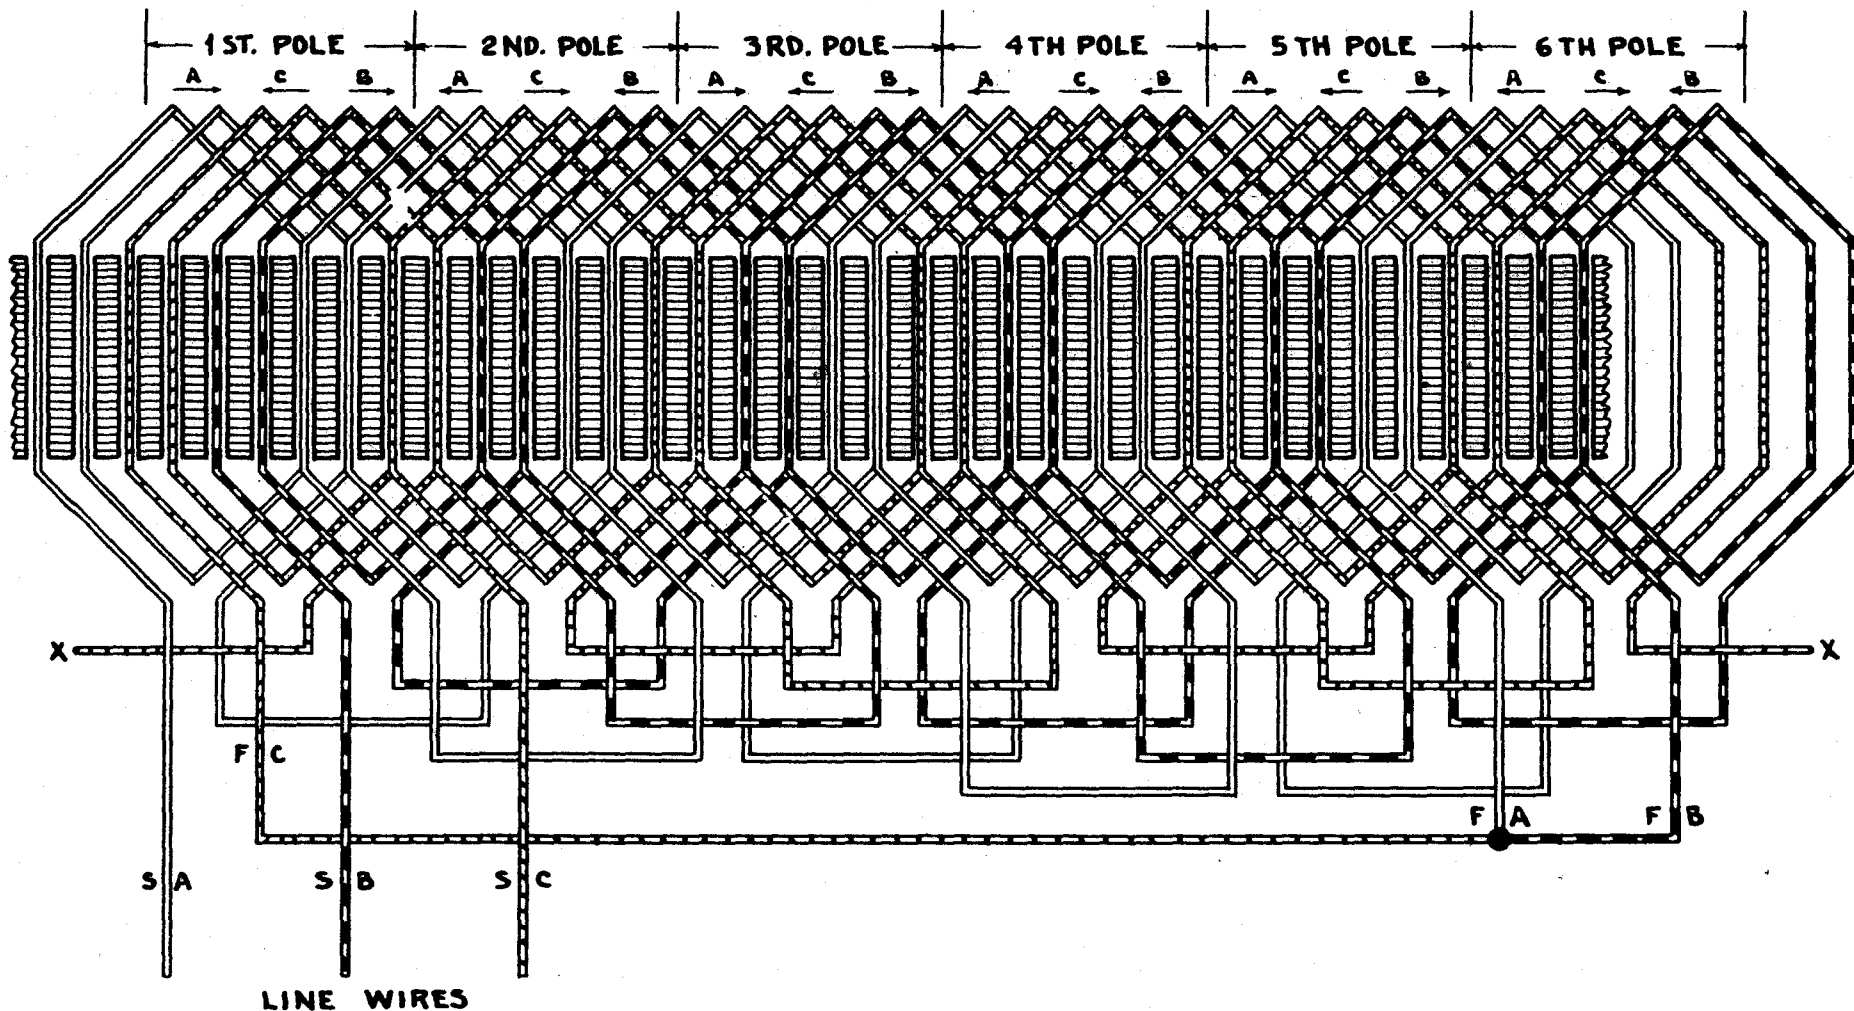 1ST. POLE 2ND. POLE 3RD. POLE 4TH POLE 5TH POLE 6TH POLE
A C B A C B A C B A C B A C B A C B
X X
F C
F A F B
S A S B S C
LINE WIRES